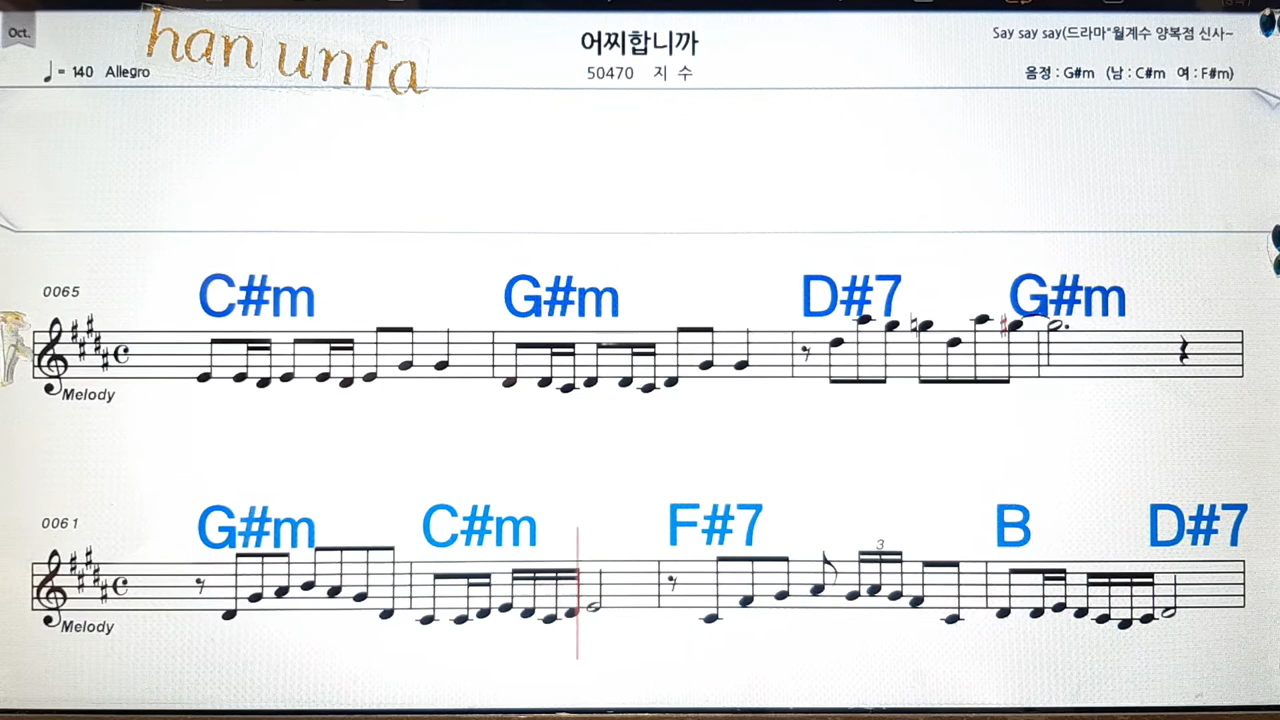 Oct.
han unfa
어찌합니까
Say say say(드라마"월계수 양복점 신사~
♩= 140 Allegro
50470 지 수
음정 : G#m (남 : C#m 여 : F#m)
0065
C#m G#m D#7 G#m
Melody
0061
G#m C#m F#7 B D#7
3
Melody